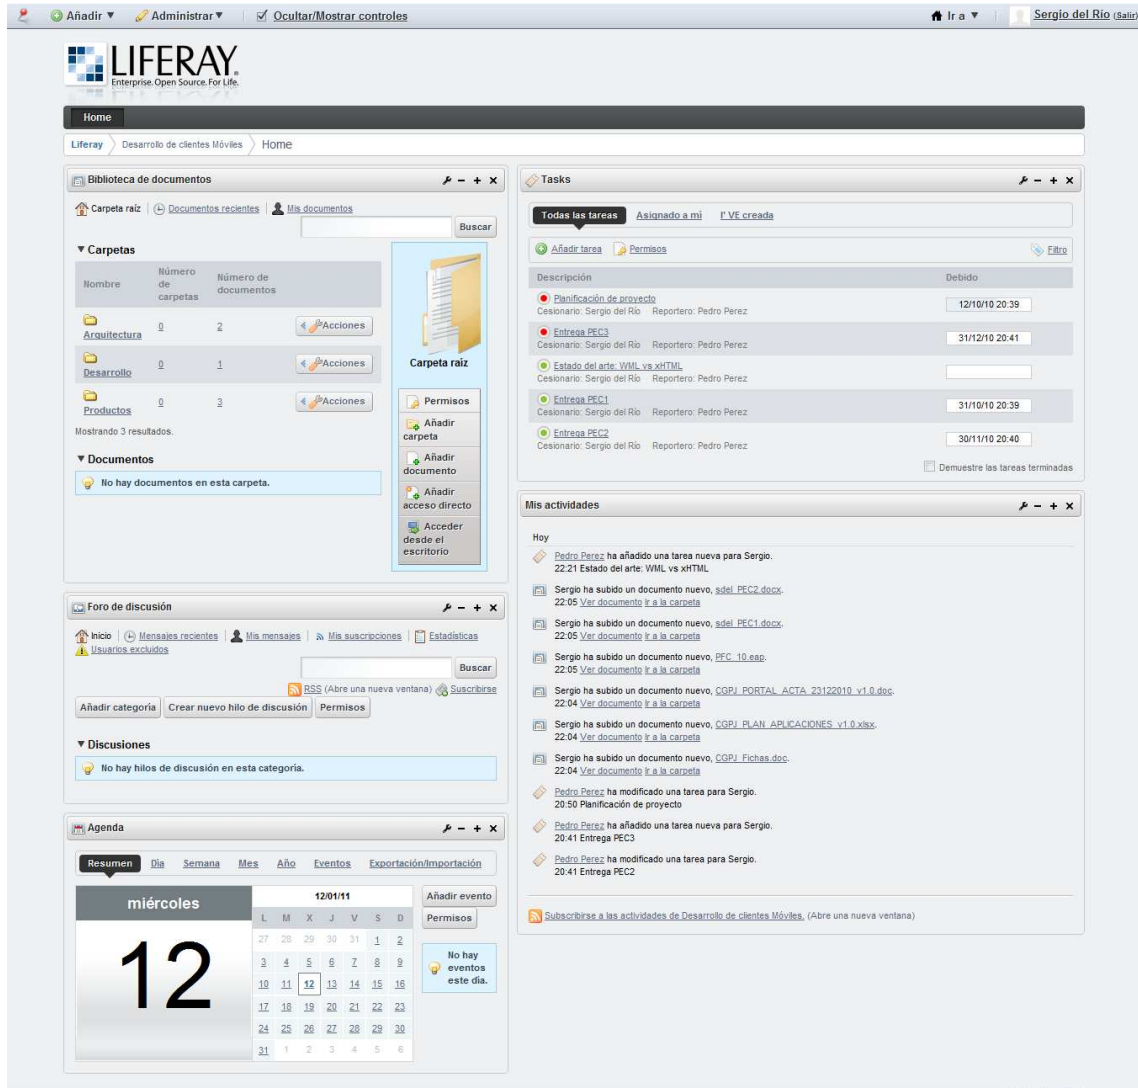 Añadir ▼ Administrar ▼ Ocultar/Mostrar controles Ir a ▼ Sergio del Río (Salir)
LIFERAY.
Enterprise. Open Source. For Life.
Home
Liferay Desarrollo de clientes Móviles Home
Biblioteca de documentos
Carpeta raíz Documentos recientes Mis documentos
Buscar
▼ Carpetas
Nombre Número de carpetas Número de documentos
Arquitectura 0 2 Acciones
Desarrollo 0 1 Acciones
Productos 0 3 Acciones
Mostrando 3 resultados.
▼ Documentos
No hay documentos en esta carpeta.
Carpeta raíz
Permisos
Añadir
carpeta
Añadir
documento
Añadir
acceso directo
Acceder
desde el
escritorio
Foro de discusión
Inicio Mensajes recientes Mis mensajes Mis suscripciones Estadísticas
Usuarios excluidos
Buscar
RSS (Abre una nueva ventana) Suscribirse
Añadir categoría Crear nuevo hilo de discusión Permisos
▼ Discusiones
No hay hilos de discusión en esta categoría.
Agenda
Resumen Día Semana Mes Año Eventos Exportación/Importación
miércoles
12
12/01/11
L M X J V S D
27 28 29 30 31 1 2
3 4 5 6 7 8 9
10 11 12 13 14 15 16
17 18 19 20 21 22 23
24 25 26 27 28 29 30
31 1 2 3 4 5 6
Añadir evento
Permisos
No hay
eventos
este día.
Tasks
Todas las tareas Asignado a mi I' VE creada
Añadir tarea Permisos Filtro
Descripción Debido
Planificación de proyecto 12/10/10 20:39
Cesionario: Sergio del Río Reportero: Pedro Perez
Entrega PEC3 31/12/10 20:41
Cesionario: Sergio del Río Reportero: Pedro Perez
Estado del arte: WML vs xHTML
Cesionario: Sergio del Río Reportero: Pedro Perez
Entrega PEC1 31/10/10 20:39
Cesionario: Sergio del Río Reportero: Pedro Perez
Entrega PEC2 30/11/10 20:40
Cesionario: Sergio del Río Reportero: Pedro Perez
Demuestre las tareas terminadas
Mis actividades
Hoy
Pedro Perez ha añadido una tarea nueva para Sergio.
22:21 Estado del arte: WML vs xHTML
Sergio ha subido un documento nuevo, sdel_PEC2.docx.
22:05 Ver documento Ir a la carpeta
Sergio ha subido un documento nuevo, sdel_PEC1.docx.
22:05 Ver documento Ir a la carpeta
Sergio ha subido un documento nuevo, PFC_10.eap.
22:05 Ver documento Ir a la carpeta
Sergio ha subido un documento nuevo, CGPJ_PORTAL_ACTA_23122010_v1.0.doc.
22:04 Ver documento Ir a la carpeta
Sergio ha subido un documento nuevo, CGPJ_PLAN_APLICACIONES_v1.0.xlsx.
22:04 Ver documento Ir a la carpeta
Sergio ha subido un documento nuevo, CGPJ_Fichas.doc.
22:04 Ver documento Ir a la carpeta
Pedro Perez ha modificado una tarea para Sergio.
20:50 Planificación de proyecto
Pedro Perez ha añadido una tarea nueva para Sergio.
20:41 Entrega PEC3
Pedro Perez ha modificado una tarea para Sergio.
20:41 Entrega PEC2
Subscribirse a las actividades de Desarrollo de clientes Móviles. (Abre una nueva ventana)